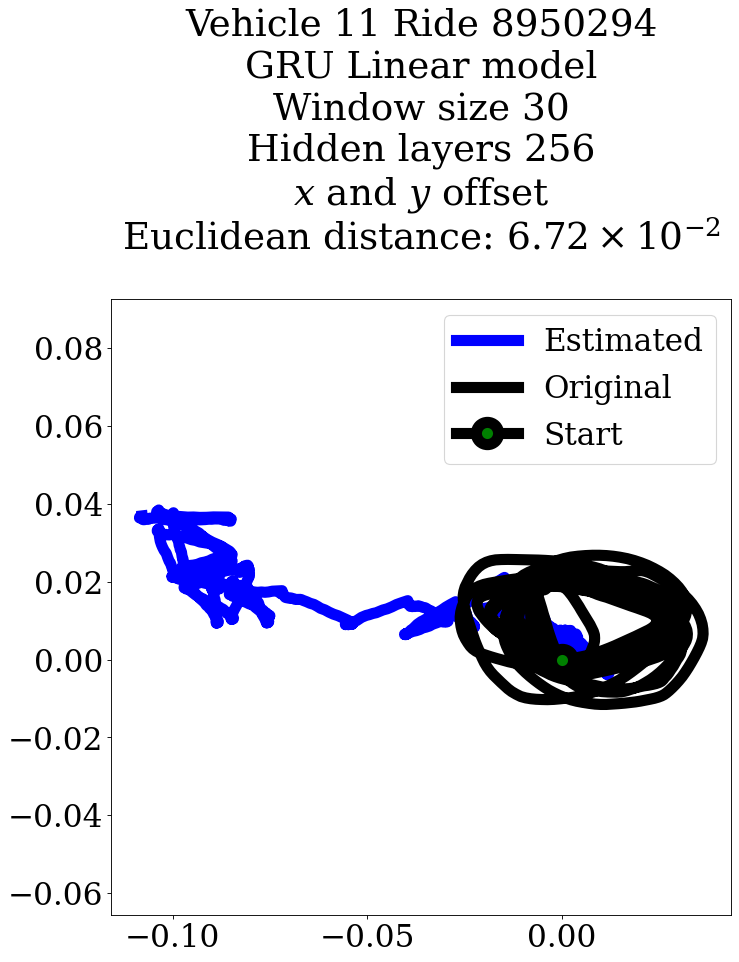 Vehicle 11 Ride 8950294
GRU Linear model
Window size 30
Hidden layers 256
x and y offset
Euclidean distance: 6.72 × 10⁻²
Estimated
Original
Start
0.08
0.06
0.04
0.02
0.00
−0.02
−0.04
−0.06
−0.10
−0.05
0.00